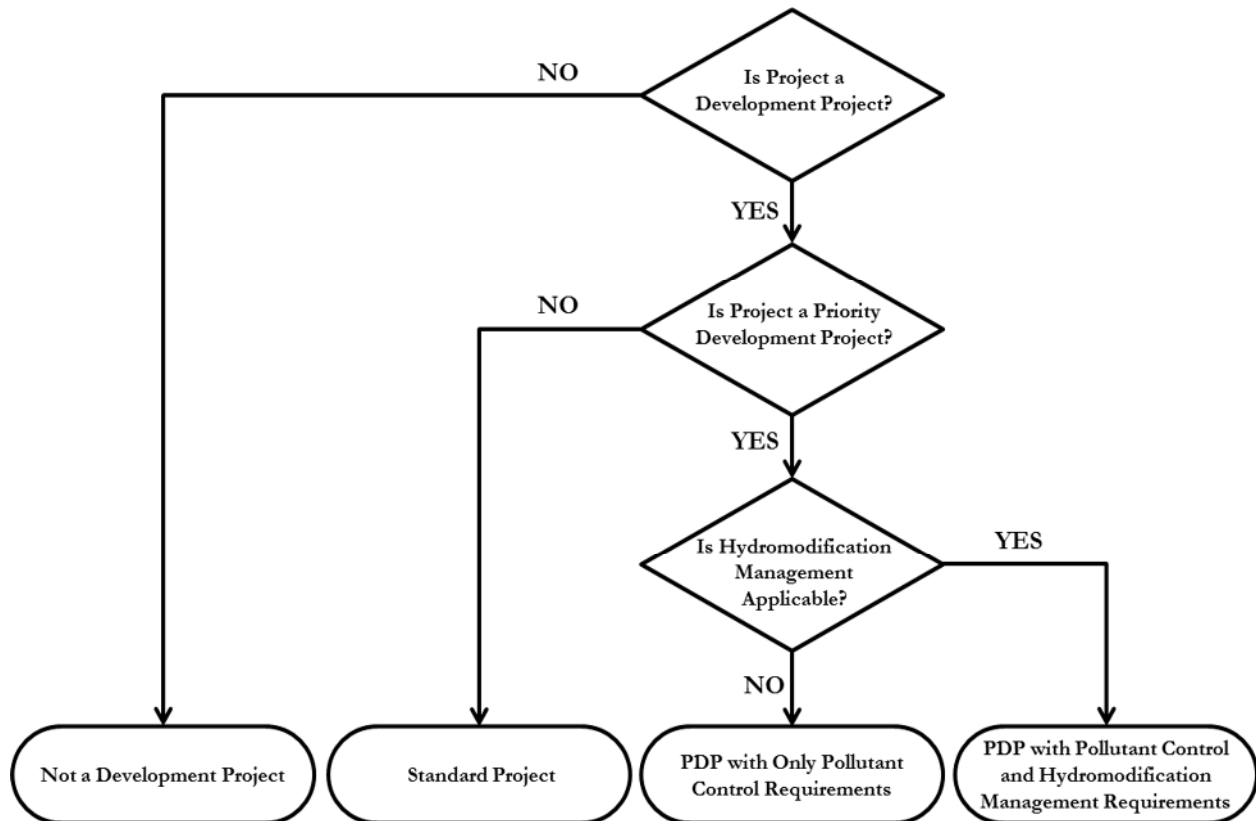 NO
Is Project a
Development Project?
YES
NO
Is Project a Priority
Development Project?
YES
Is Hydromodification
Management
Applicable?
YES
NO
Not a Development Project
Standard Project
PDP with Only Pollutant
Control Requirements
PDP with Pollutant Control
and Hydromodification
Management Requirements